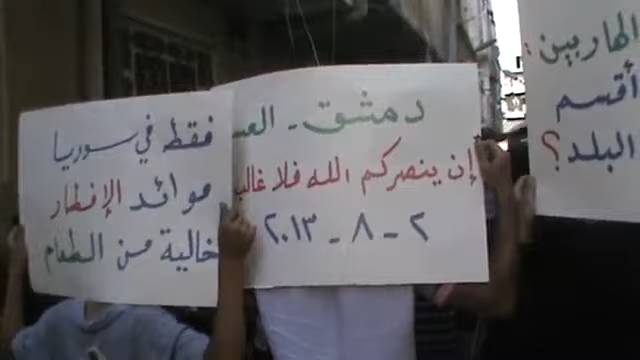 الهاربين:
أقسم
البلد؟
دمشق - العس
إن ينصركم الله فلا غالب
٢ - ٨ - ٢٠١٣
فقط في سوريا
موائد الإفطار
خالية من الطعام